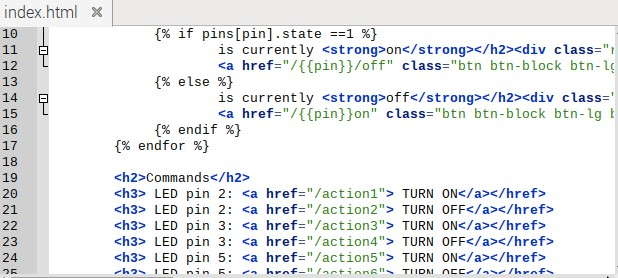 index.html
10 {% if pins[pin].state ==1 %}
11 is currently <strong>on</strong></h2><div class="r
12 <a href="/{{pin}}/off" class="btn btn-block btn-lg
13 {% else %}
14 is currently <strong>off</strong></h2><div class="
15 <a href="/{{pin}}on" class="btn btn-block btn-lg b
16 {% endif %}
17 {% endfor %}
18
19 <h2>Commands</h2>
20 <h3> LED pin 2: <a href="/action1"> TURN ON</a></href>
21 <h3> LED pin 2: <a href="/action2"> TURN OFF</a></href>
22 <h3> LED pin 3: <a href="/action3"> TURN ON</a></href>
23 <h3> LED pin 3: <a href="/action4"> TURN OFF</a></href>
24 <h3> LED pin 5: <a href="/action5"> TURN ON</a></href>
25 <h3> LED pin 5: <a href="/action6"> TURN OFF</a></href>